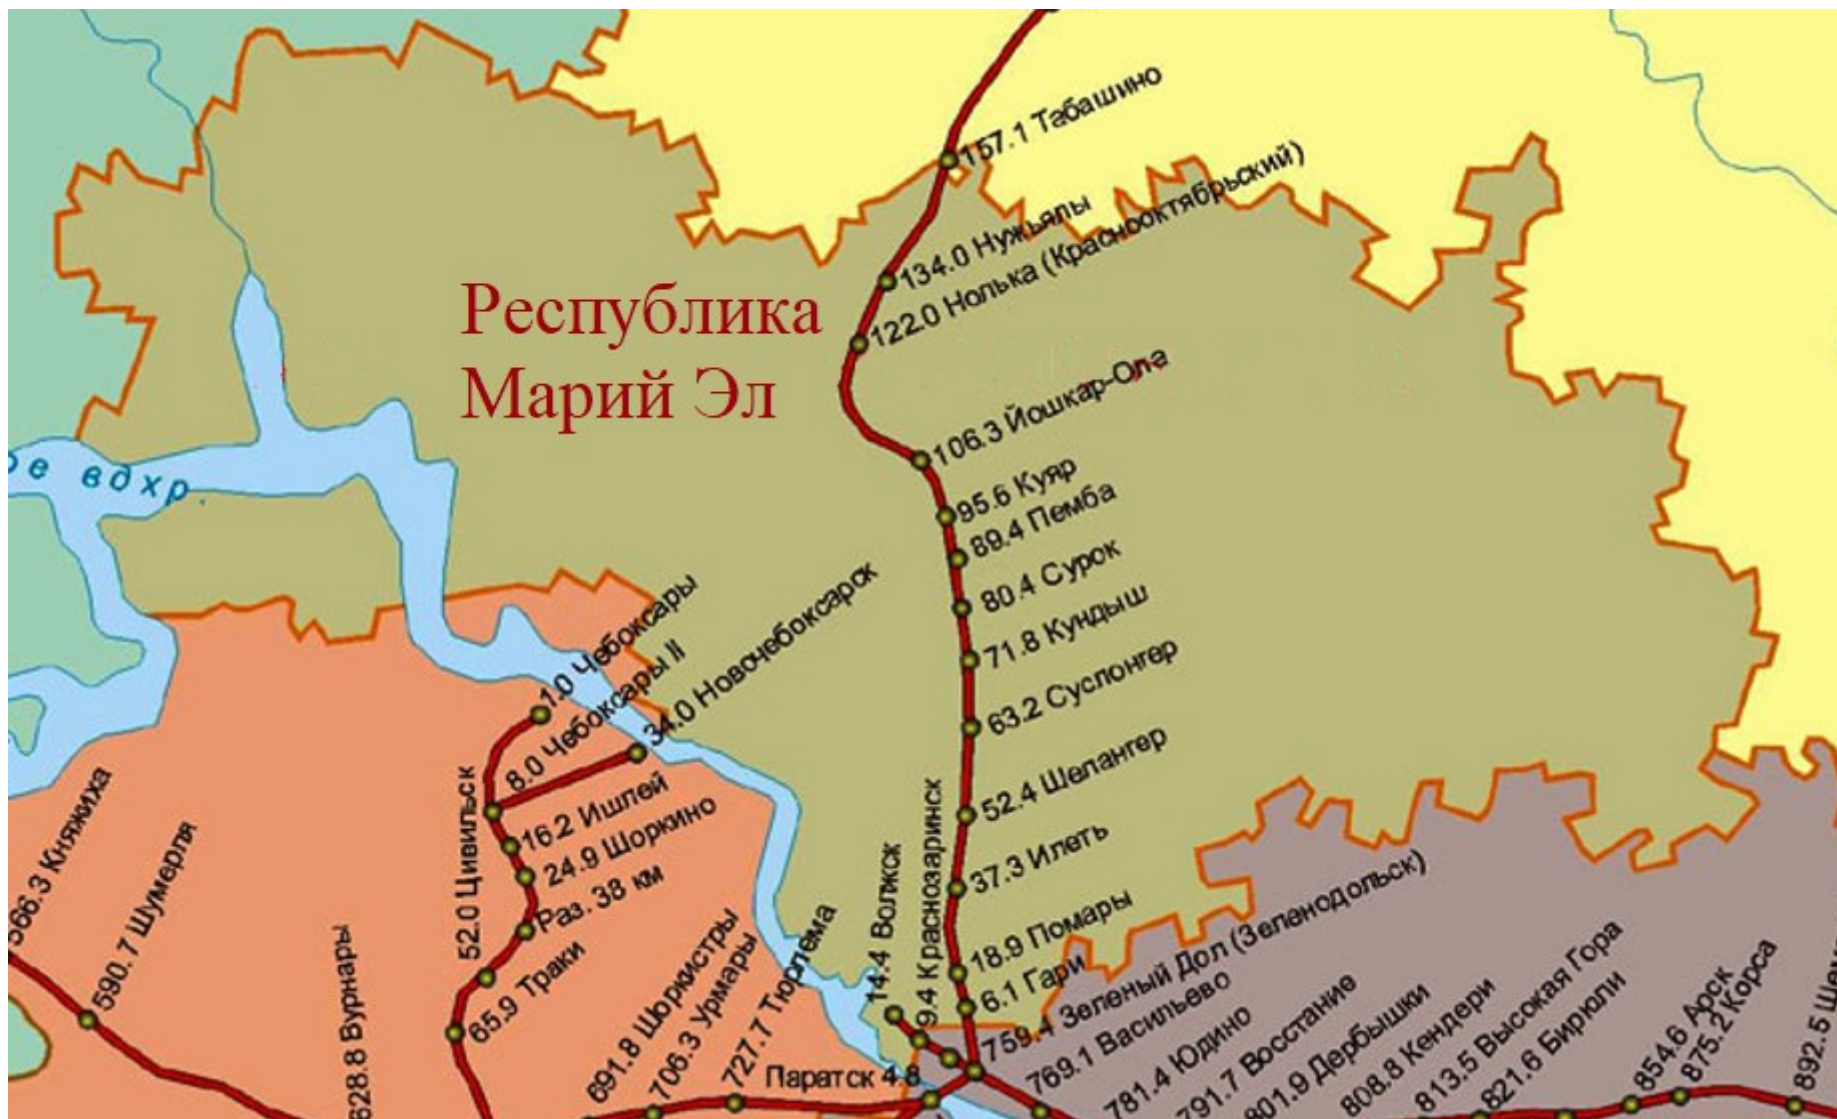 157.1 Табашино
134.0 Нужьялы
122.0 Нолька (Краснооктябрьский)
Республика
Марий Эл
106.3 Йошкар-Ола
95.6 Куяр
89.4 Пемба
ое вдхр.
80.4 Сурок
71.8 Кундыш
63.2 Суслонгер
52.4 Шелангер
37.3 Илеть
18.9 Помары
6.1 Гари
1.0 Чебоксары
8.0 Чебоксары II
34.0 Новочебоксарск
16.2 Ишлей
24.9 Шоркино
Раз. 38 км
52.0 Цивильск
65.9 Траки
566.3 Княжиха
590.7 Шумерля
628.8 Вурнары
691.8 Шоркистры
706.3 Урмары
727.7 Тюрлема
Паратск 4.8
14.4 Волжск
9.4 Краснозаринск
759.4 Зеленый Дол (Зеленодольск)
769.1 Васильево
781.4 Юдино
791.7 Восстание
801.9 Дербышки
808.8 Кендери
813.5 Высокая Гора
821.6 Бирюли
854.6 Арск
875.2 Корса
892.5